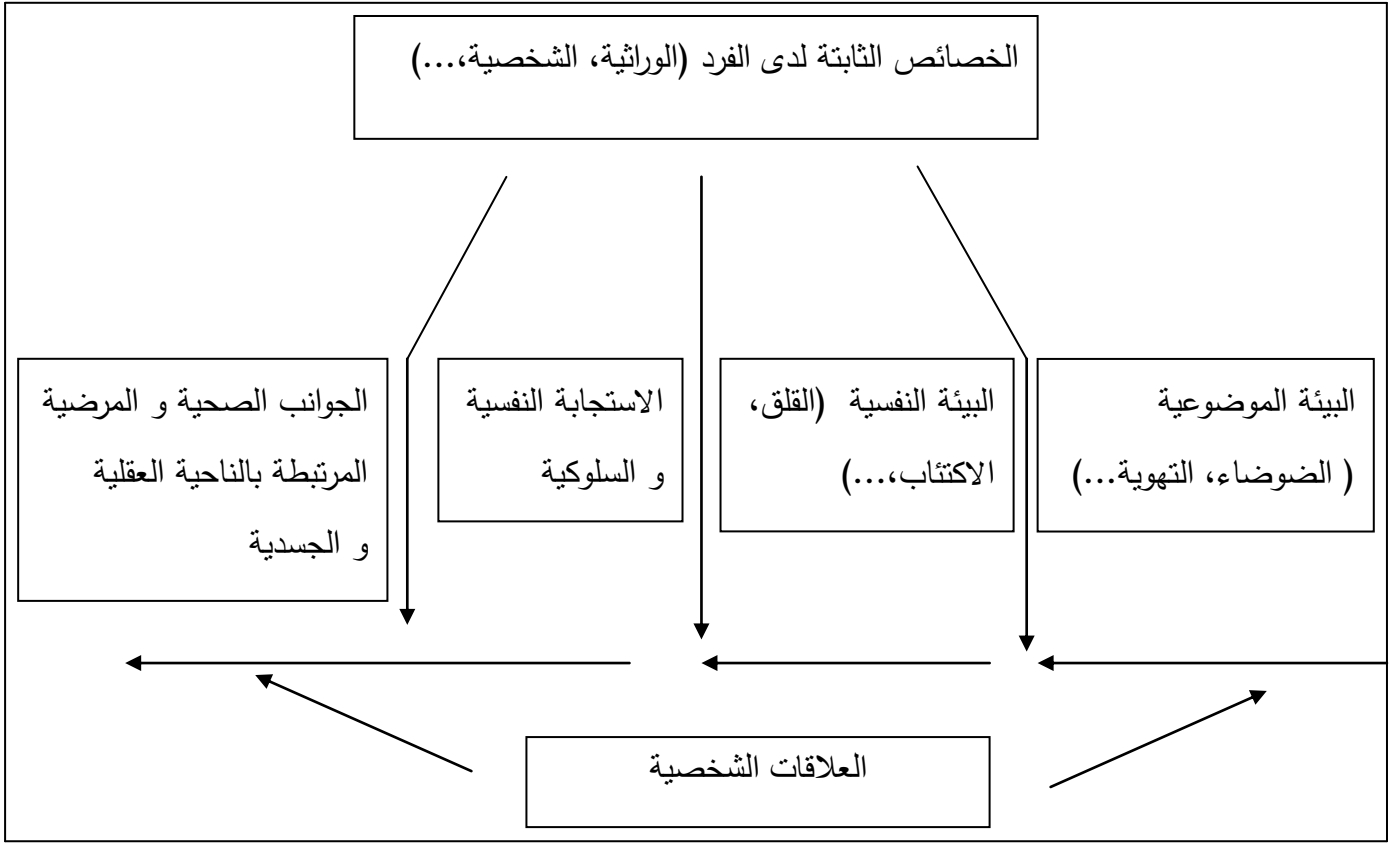 الخصائص الثابتة لدى الفرد (الوراثية، الشخصية،...)
البيئة الموضوعية
( الضوضاء، التهوية...)
البيئة النفسية (القلق،
الاكتئاب،...)
الاستجابة النفسية
و السلوكية
الجوانب الصحية و المرضية
المرتبطة بالناحية العقلية
و الجسدية
العلاقات الشخصية